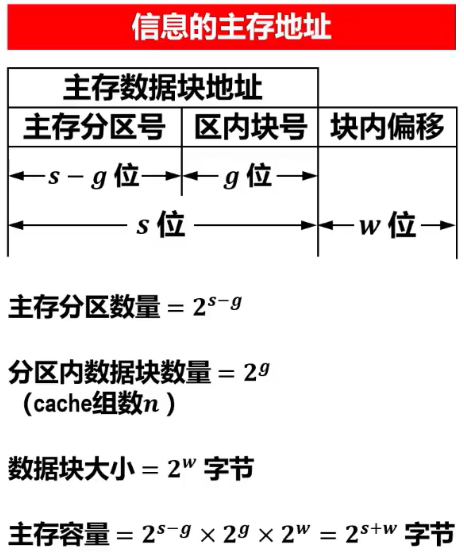 信息的主存地址
主存数据块地址
主存分区号 区内块号 块内偏移
s − g 位 g 位
s 位 w 位
主存分区数量 = 2^{s−g}
分区内数据块数量 = 2^g
（cache组数n）
数据块大小 = 2^w 字节
主存容量 = 2^{s−g} × 2^g × 2^w = 2^{s+w} 字节